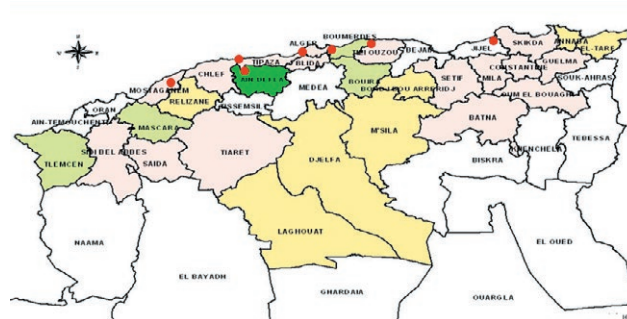 BOUMERDES
ALGER
ANNABA
EL-TARF
SKIKDA
JIJEL
BEJAIA
TIZI OUZOU
TIPAZA
BLIDA
GUELMA
CONSTANTINE
CHLEF
AIN DEFLA
BOUIRA
SETIF
MILA
SOUK-AHRAS
MOSTAGANEM
MEDEA
BORDJ BOU ARRERIDJ
OUM EL BOUAGHI
RELIZANE
ORAN
TISSEMSILT
AIN-TEMOUCHENT
MASCARA
M'SILA
BATNA
KHENCHELA
TEBESSA
TLEMCEN
SIDI BEL ABBES
SAIDA
TIARET
DJELFA
BISKRA
LAGHOUAT
NAAMA
EL OUED
EL BAYADH
GHARDAIA
OUARGLA